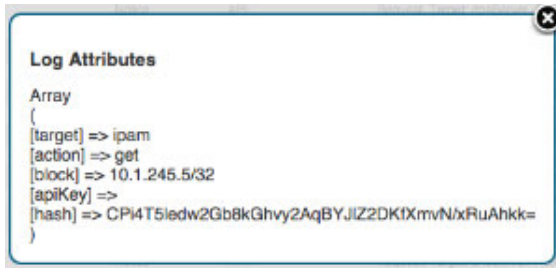 Log Attributes
Array
(
[target] => ipam
[action] => get
[block] => 10.1.245.5/32
[apiKey] =>
[hash] => CPi4T5ledw2Gb8kGhvy2AqBYJlZ2DKfXmvN/xRuAhkk=
)